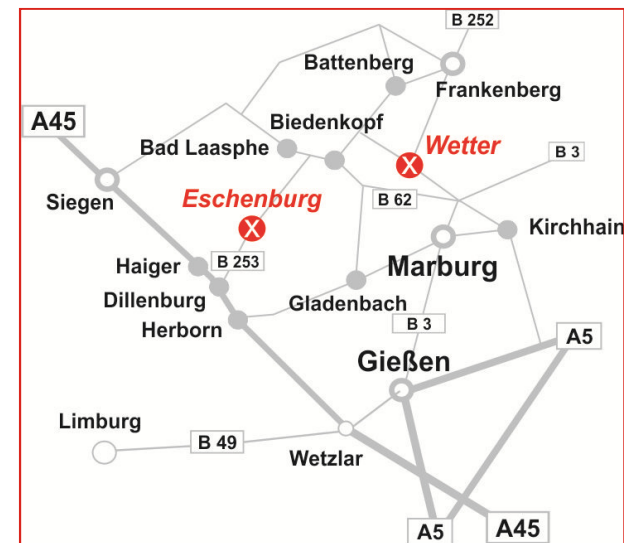 B 252
Battenberg
Frankenberg
A45
Biedenkopf
Wetter
Bad Laasphe
B 3
Siegen
Eschenburg
X
B 62
X
Kirchhain
Haiger
B 253
Marburg
Dillenburg
Gladenbach
Herborn
B 3
A5
Gießen
Limburg
B 49
Wetzlar
A5
A45